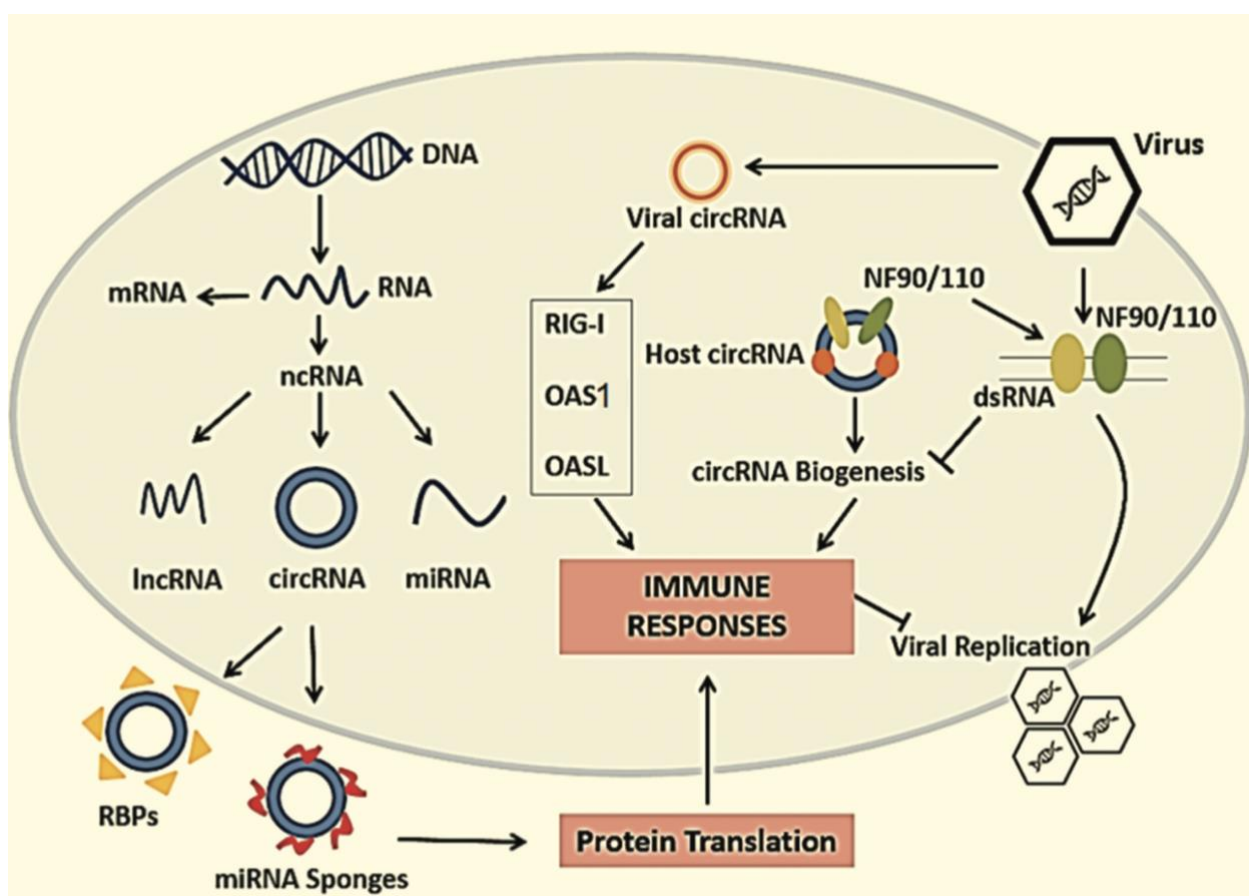 DNA
Virus
Viral circRNA
mRNA
RNA
NF90/110
NF90/110
RIG-I
Host circRNA
ncRNA
OAS1
dsRNA
OASL
circRNA Biogenesis
lncRNA
circRNA
miRNA
IMMUNE
RESPONSES
Viral Replication
RBPs
Protein Translation
miRNA Sponges